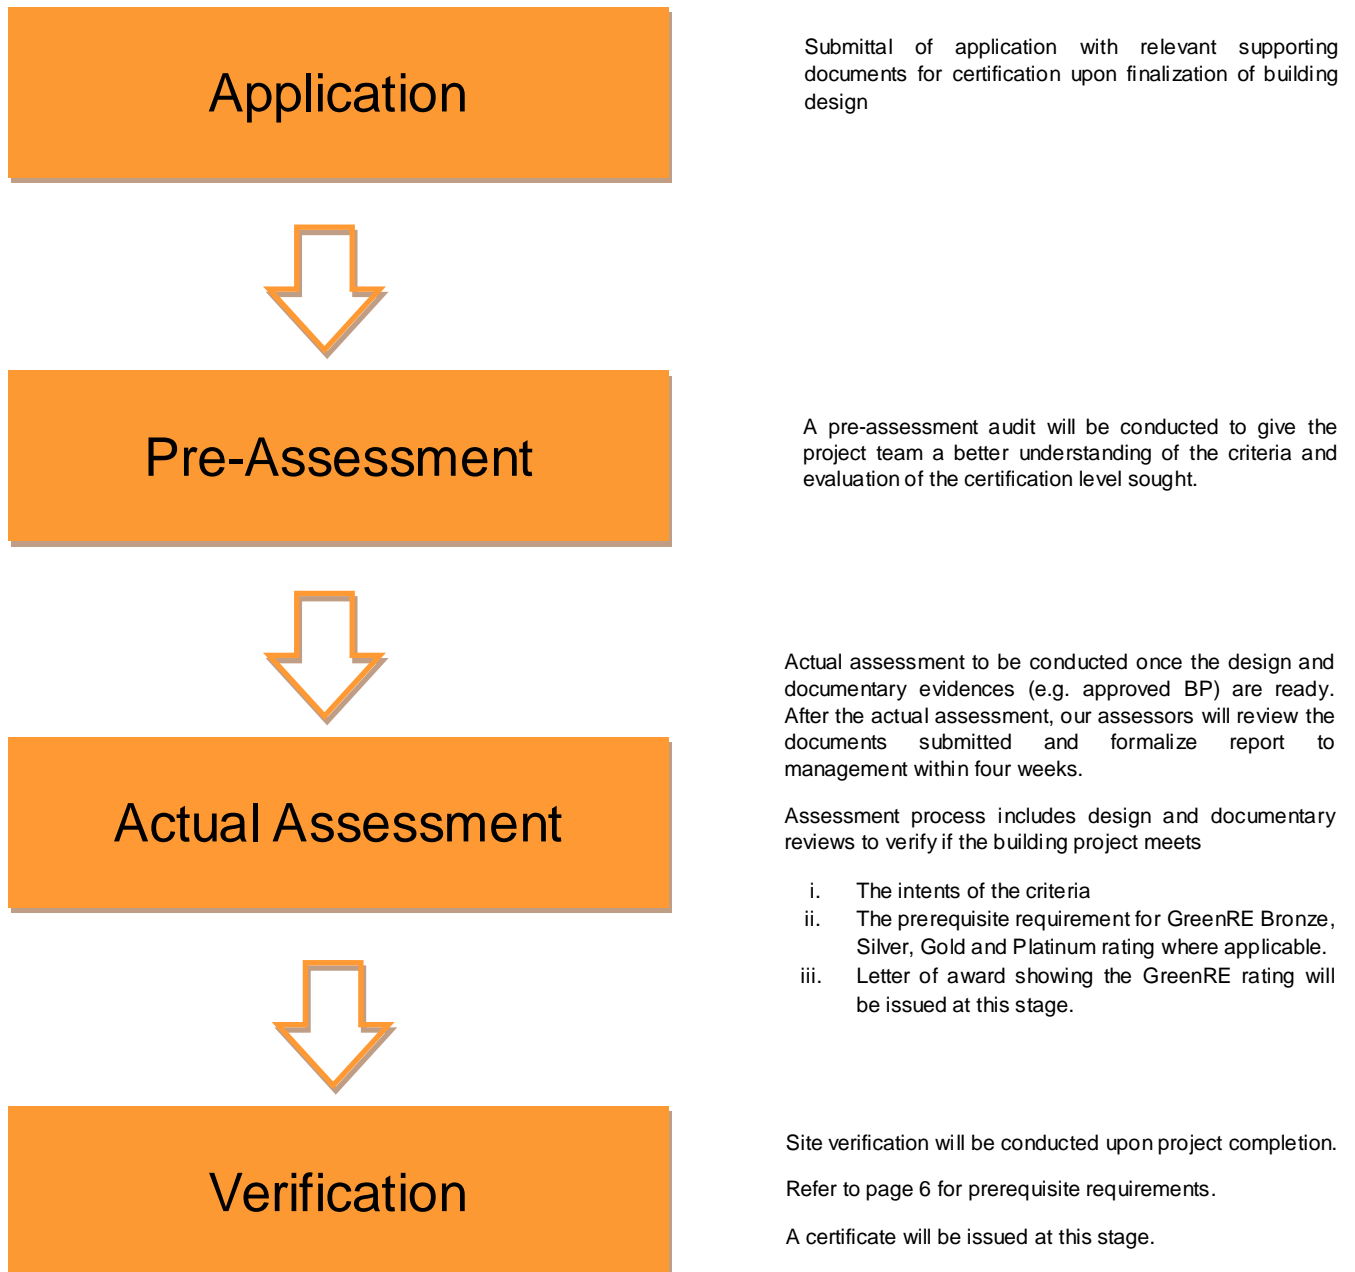 Application
Submittal of application with relevant supporting
documents for certification upon finalization of building
design
Pre-Assessment
A pre-assessment audit will be conducted to give the
project team a better understanding of the criteria and
evaluation of the certification level sought.
Actual Assessment
Actual assessment to be conducted once the design and
documentary evidences (e.g. approved BP) are ready.
After the actual assessment, our assessors will review the
documents submitted and formalize report to
management within four weeks.
Assessment process includes design and documentary
reviews to verify if the building project meets
i. The intents of the criteria
ii. The prerequisite requirement for GreenRE Bronze,
Silver, Gold and Platinum rating where applicable.
iii. Letter of award showing the GreenRE rating will
be issued at this stage.
Verification
Site verification will be conducted upon project completion.
Refer to page 6 for prerequisite requirements.
A certificate will be issued at this stage.